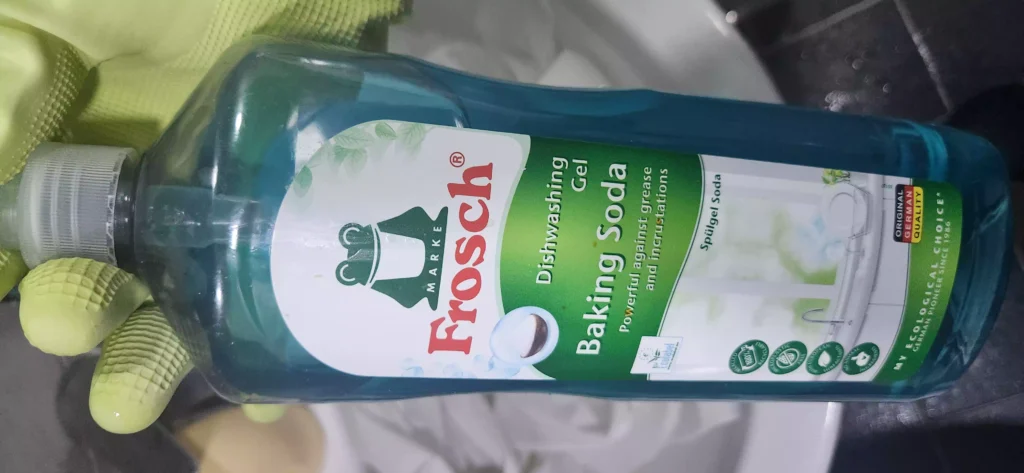 MARKE
Frosch®
Dishwashing
Gel
Baking Soda
Powerful against grease
and incrustations
Spülgel Soda
ORIGINAL
GERMAN
QUALITY
MY ECOLOGICAL CHOICE*
GERMAN PIONEER SINCE 1986